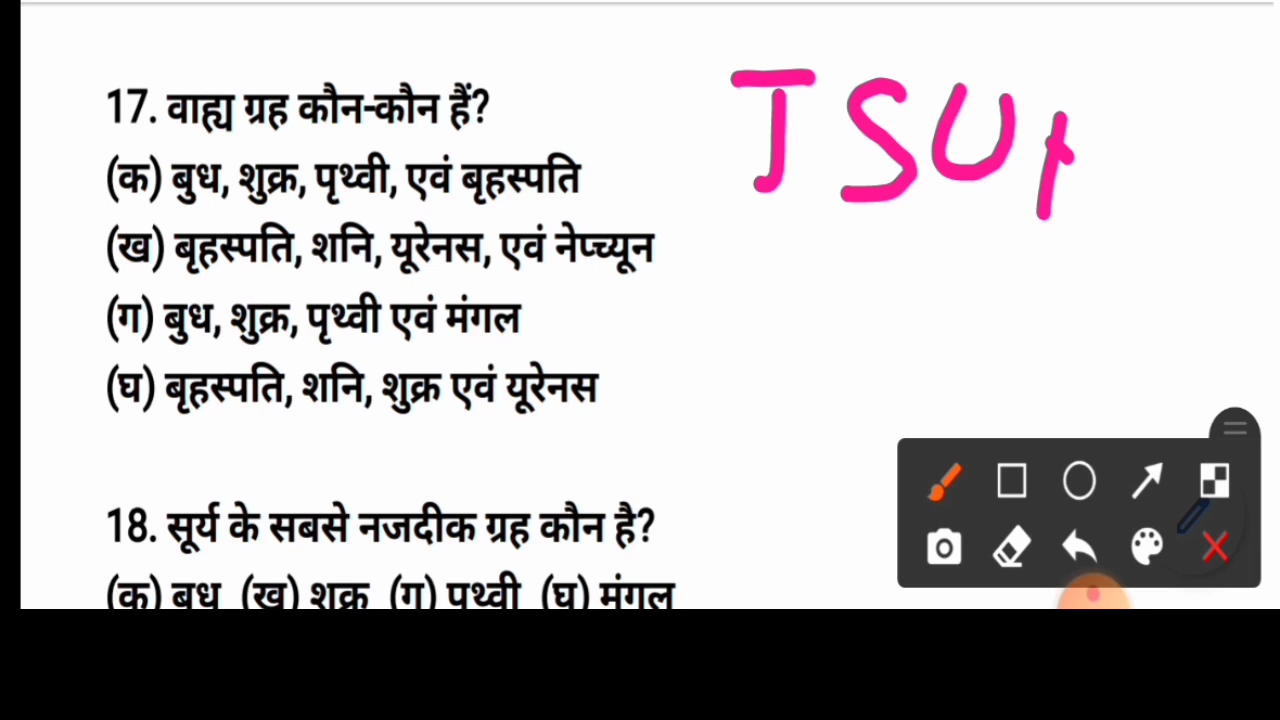 17. वाह्य ग्रह कौन-कौन हैं?
JSU
(क) बुध, शुक्र, पृथ्वी, एवं बृहस्पति
(ख) बृहस्पति, शनि, यूरेनस, एवं नेप्च्यून
(ग) बुध, शुक्र, पृथ्वी एवं मंगल
(घ) बृहस्पति, शनि, शुक्र एवं यूरेनस
18. सूर्य के सबसे नजदीक ग्रह कौन है?
(क) बुध (ख) शुक्र (ग) पृथ्वी (घ) मंगल